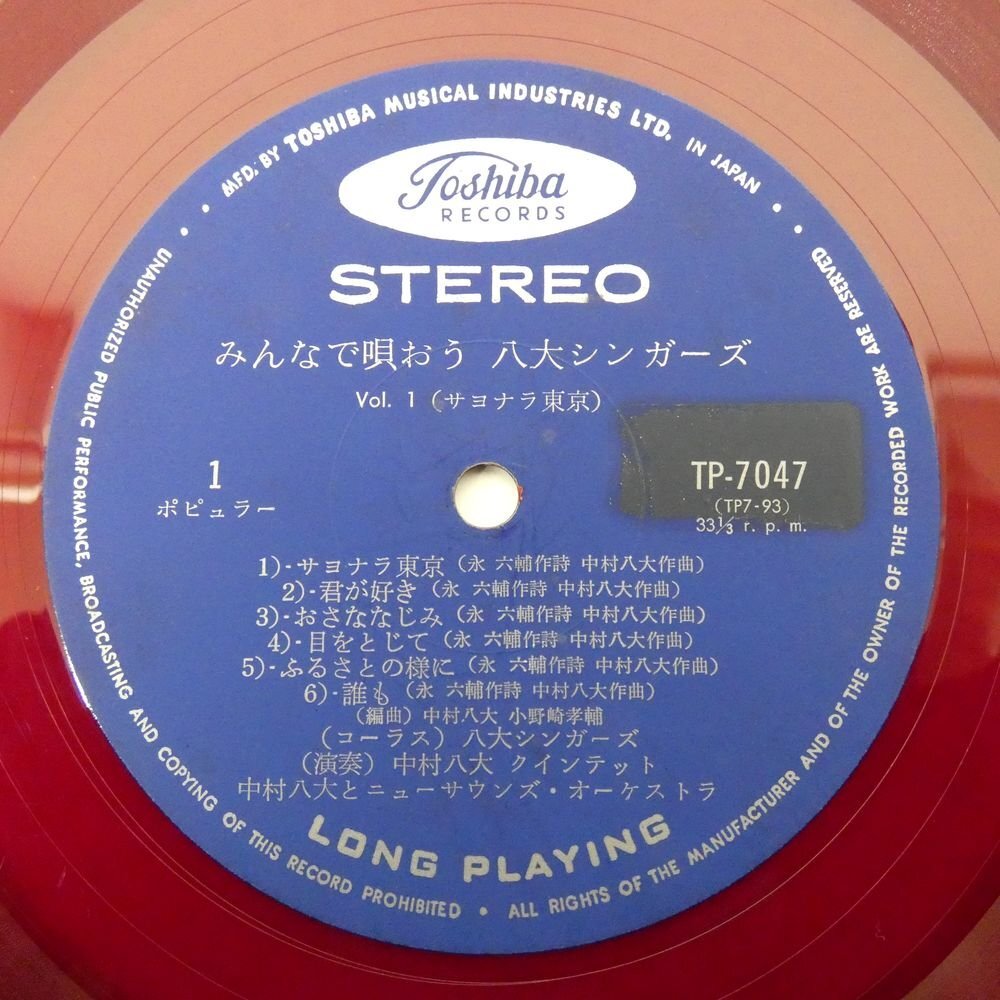 MFD. BY TOSHIBA MUSICAL INDUSTRIES LTD. IN JAPAN
Toshiba
RECORDS
STEREO
みんなで唄おう 八大シンガーズ
Vol. 1 (サヨナラ東京)
1
ポピュラー
TP-7047
(TP7-93)
33⅓ r. p. m.
1)-サヨナラ東京 (永 六輔作詩 中村八大作曲)
2)-君が好き (永 六輔作詩 中村八大作曲)
3)-おさななじみ (永 六輔作詩 中村八大作曲)
4)-目をとじて (永 六輔作詩 中村八大作曲)
5)-ふるさとの様に (永 六輔作詩 中村八大作曲)
6)-誰も (永 六輔作詩 中村八大作曲)
(編曲) 中村八大 小野崎孝輔
(コーラス) 八大シンガーズ
(演奏) 中村八大 クインテット
中村八大とニューサウンズ・オーケストラ
LONG PLAYING
UNAUTHORIZED PUBLIC PERFORMANCE, BROADCASTING AND COPYING OF THIS RECORD PROHIBITED • ALL RIGHTS OF THE MANUFACTURER AND OF THE OWNER OF THE RECORDED WORK ARE RESERVED